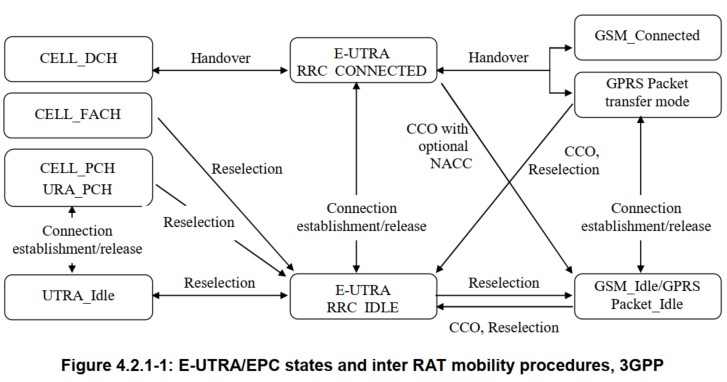 CELL_DCH
Handover
E-UTRA
RRC CONNECTED
Handover
GSM_Connected
GPRS Packet
transfer mode
CELL_FACH
CCO with
optional
NACC
CCO,
Reselection
CELL_PCH
URA_PCH
Reselection
Reselection
Connection
establishment/release
Connection
establishment/release
Connection
establishment/release
UTRA_Idle
Reselection
E-UTRA
RRC IDLE
Reselection
CCO, Reselection
GSM_Idle/GPRS
Packet_Idle
Figure 4.2.1-1: E-UTRA/EPC states and inter RAT mobility procedures, 3GPP